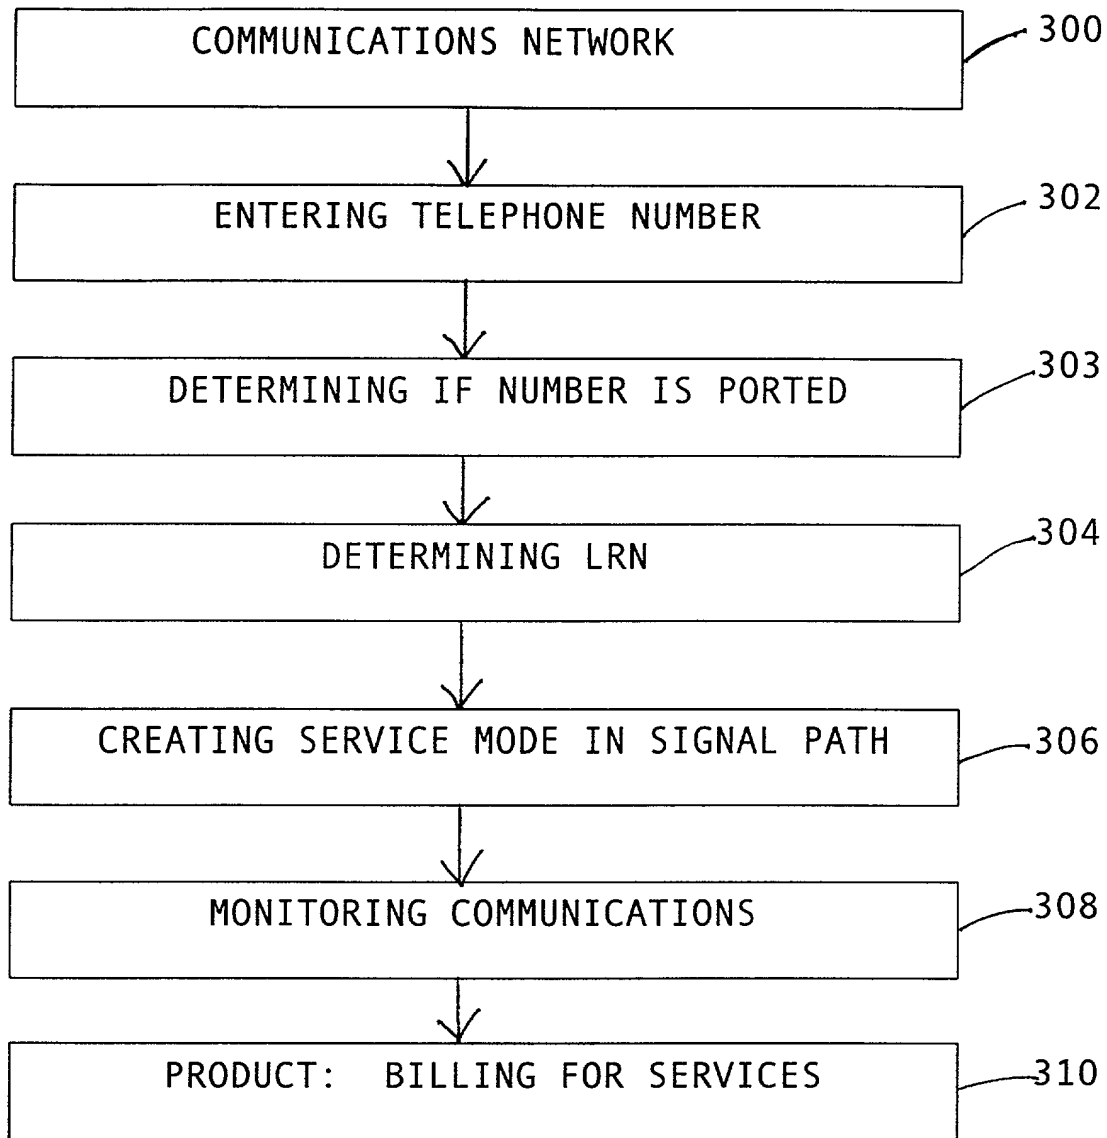 COMMUNICATIONS NETWORK
300
ENTERING TELEPHONE NUMBER
302
DETERMINING IF NUMBER IS PORTED
303
DETERMINING LRN
304
CREATING SERVICE MODE IN SIGNAL PATH
306
MONITORING COMMUNICATIONS
308
PRODUCT: BILLING FOR SERVICES
310